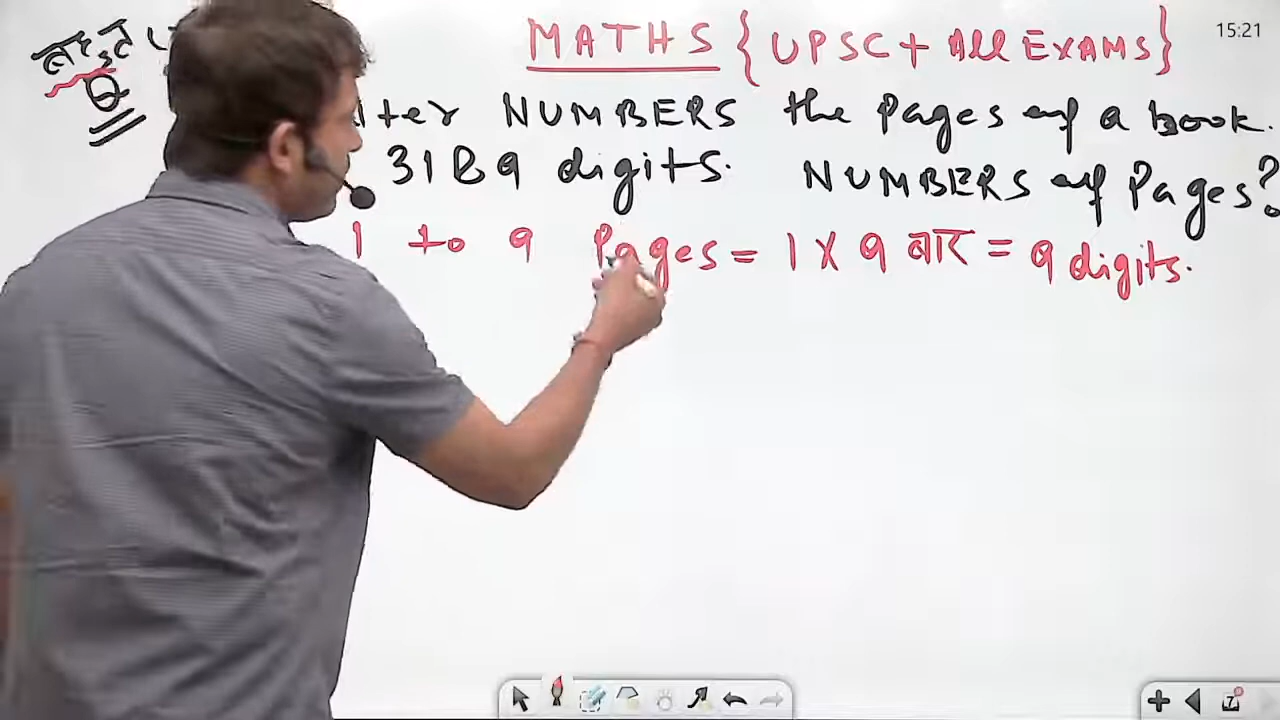 15:21
MATHS {UPSC + All EXAMS}
Q
NUMBERS the Pages of a book.
3189 digits. NUMBERS of Pages?
1 to 9 Pages = 1 X 9 बार = 9 digits.